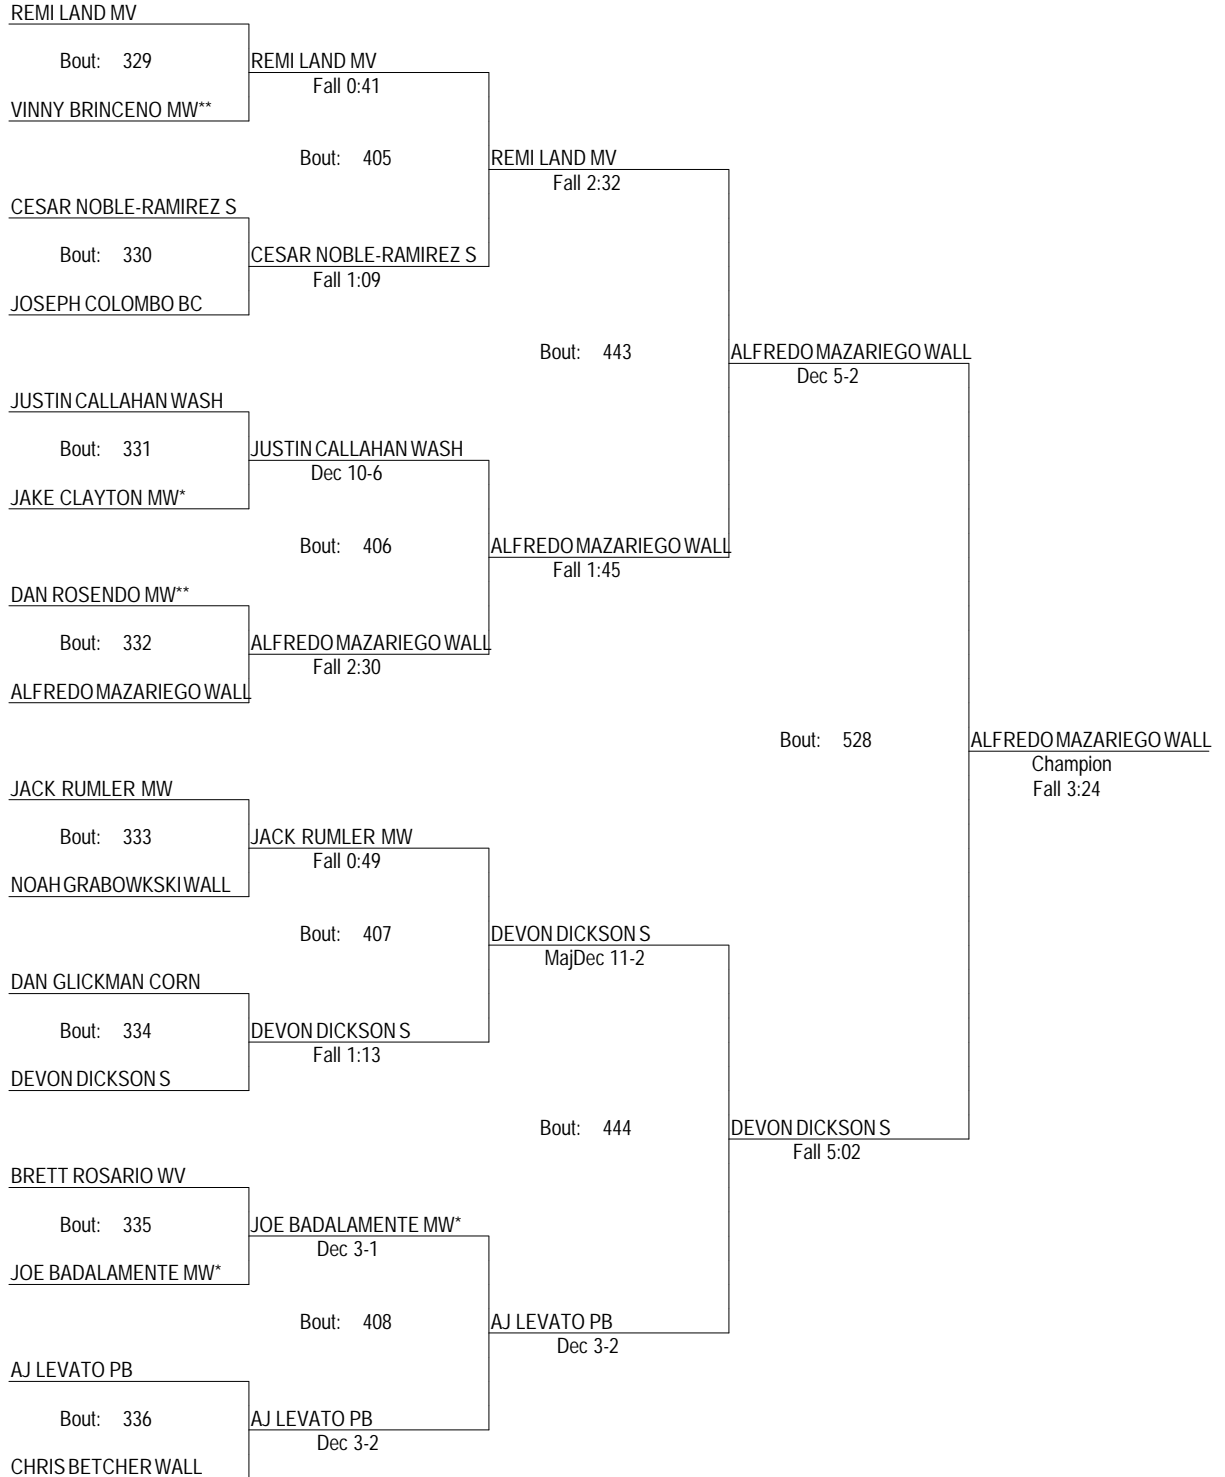 REMI LAND MV
Bout: 329 REMI LAND MV
Fall 0:41
VINNY BRINCENO MW**
Bout: 405 REMI LAND MV
Fall 2:32
CESAR NOBLE-RAMIREZ S
Bout: 330 CESAR NOBLE-RAMIREZ S
Fall 1:09
JOSEPH COLOMBO BC
Bout: 443 ALFREDO MAZARIEGO WALL
Dec 5-2
JUSTIN CALLAHAN WASH
Bout: 331 JUSTIN CALLAHAN WASH
Dec 10-6
JAKE CLAYTON MW*
Bout: 406 ALFREDO MAZARIEGO WALL
Fall 1:45
DAN ROSENDO MW**
Bout: 332 ALFREDO MAZARIEGO WALL
Fall 2:30
ALFREDO MAZARIEGO WALL
Bout: 528 ALFREDO MAZARIEGO WALL
Champion
Fall 3:24
JACK RUMLER MW
Bout: 333 JACK RUMLER MW
Fall 0:49
NOAH GRABOWKSKI WALL
Bout: 407 DEVON DICKSON S
MajDec 11-2
DAN GLICKMAN CORN
Bout: 334 DEVON DICKSON S
Fall 1:13
DEVON DICKSON S
Bout: 444 DEVON DICKSON S
Fall 5:02
BRETT ROSARIO WV
Bout: 335 JOE BADALAMENTE MW*
Dec 3-1
JOE BADALAMENTE MW*
Bout: 408 AJ LEVATO PB
Dec 3-2
AJ LEVATO PB
Bout: 336 AJ LEVATO PB
Dec 3-2
CHRIS BETCHER WALL